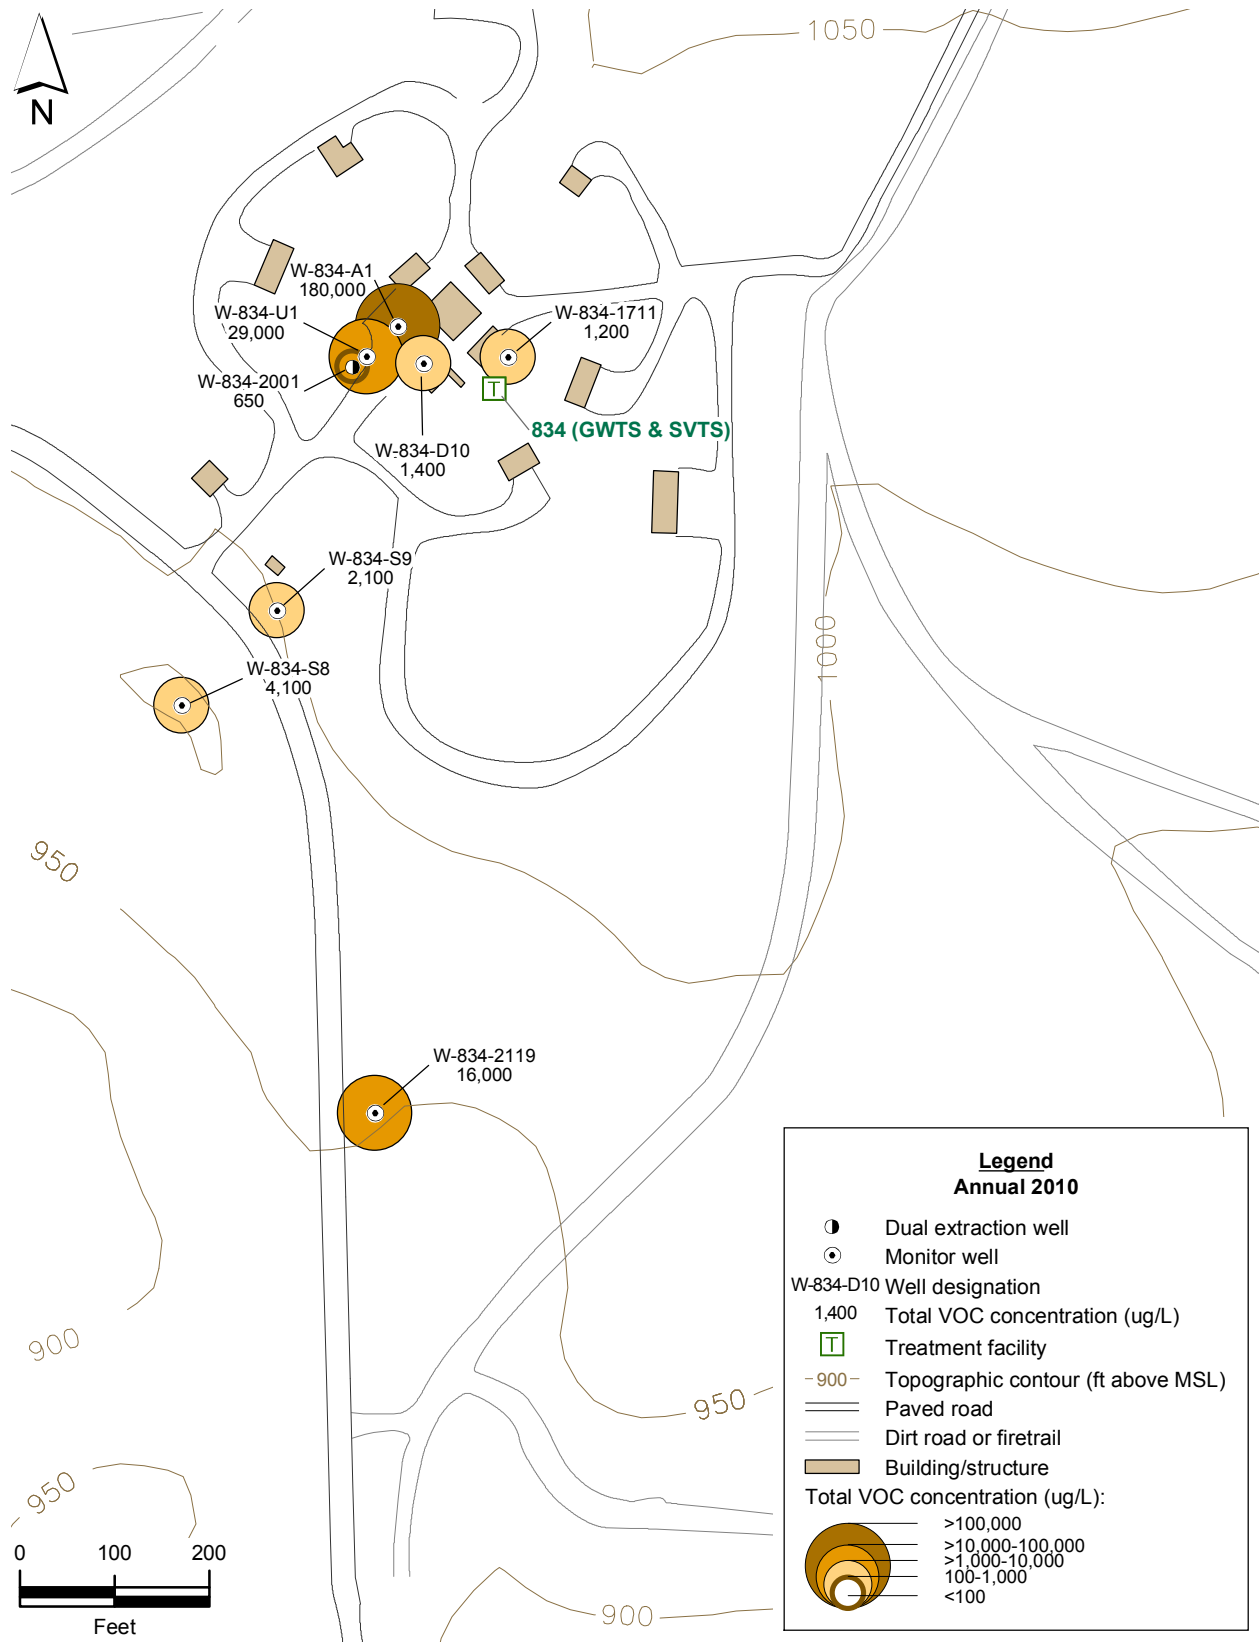 1050
N
W-834-A1
180,000
W-834-U1
29,000
W-834-1711
1,200
W-834-2001
650
T
834 (GWTS & SVTS)
W-834-D10
1,400
W-834-S9
2,100
1000
W-834-S8
4,100
950
W-834-2119
16,000
900
950
950
900
0 100 200
Feet
Legend
Annual 2010
Dual extraction well
Monitor well
W-834-D10 Well designation
1,400 Total VOC concentration (ug/L)
T Treatment facility
900 Topographic contour (ft above MSL)
Paved road
Dirt road or firetrail
Building/structure
Total VOC concentration (ug/L):
>100,000
>10,000-100,000
>1,000-10,000
100-1,000
<100